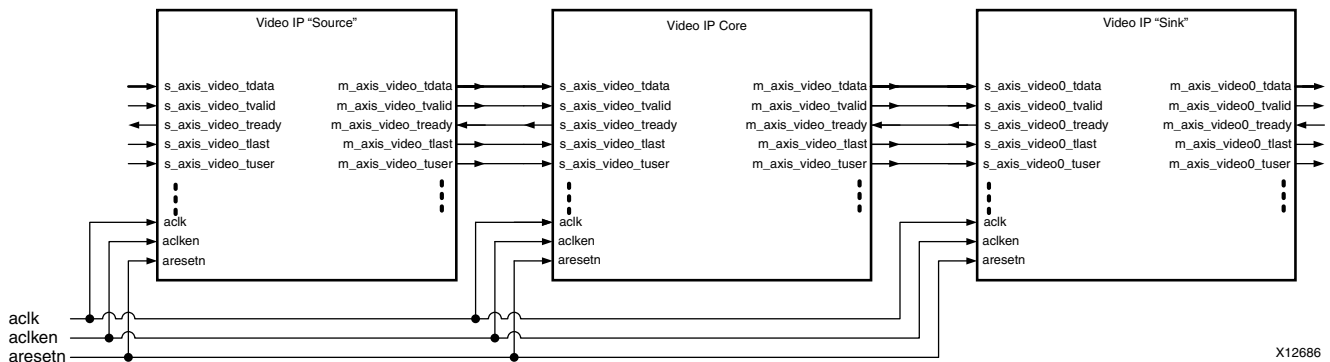 Video IP “Source”
s_axis_video_tdata
s_axis_video_tvalid
s_axis_video_tready
s_axis_video_tlast
s_axis_video_tuser
m_axis_video_tdata
m_axis_video_tvalid
m_axis_video_tready
m_axis_video_tlast
m_axis_video_tuser
aclk
aclken
aresetn
Video IP Core
s_axis_video_tdata
s_axis_video_tvalid
s_axis_video_tready
s_axis_video_tlast
s_axis_video_tuser
m_axis_video_tdata
m_axis_video_tvalid
m_axis_video_tready
m_axis_video_tlast
m_axis_video_tuser
aclk
aclken
aresetn
Video IP “Sink”
s_axis_video0_tdata
s_axis_video0_tvalid
s_axis_video0_tready
s_axis_video0_tlast
s_axis_video0_tuser
m_axis_video0_tdata
m_axis_video0_tvalid
m_axis_video0_tready
m_axis_video0_tlast
m_axis_video0_tuser
aclk
aclken
aresetn
aclk
aclken
aresetn
X12686